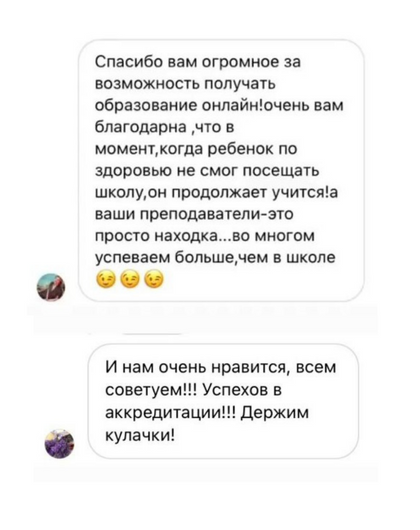 Спасибо вам огромное за
возможность получать
образование онлайн!очень вам
благодарна ,что в
момент,когда ребенок по
здоровью не смог посещать
школу,он продолжает учится!а
ваши преподаватели-это
просто находка...во многом
успеваем больше,чем в школе
😉😉😉
И нам очень нравится, всем
советуем!!! Успехов в
аккредитации!!! Держим
кулачки!